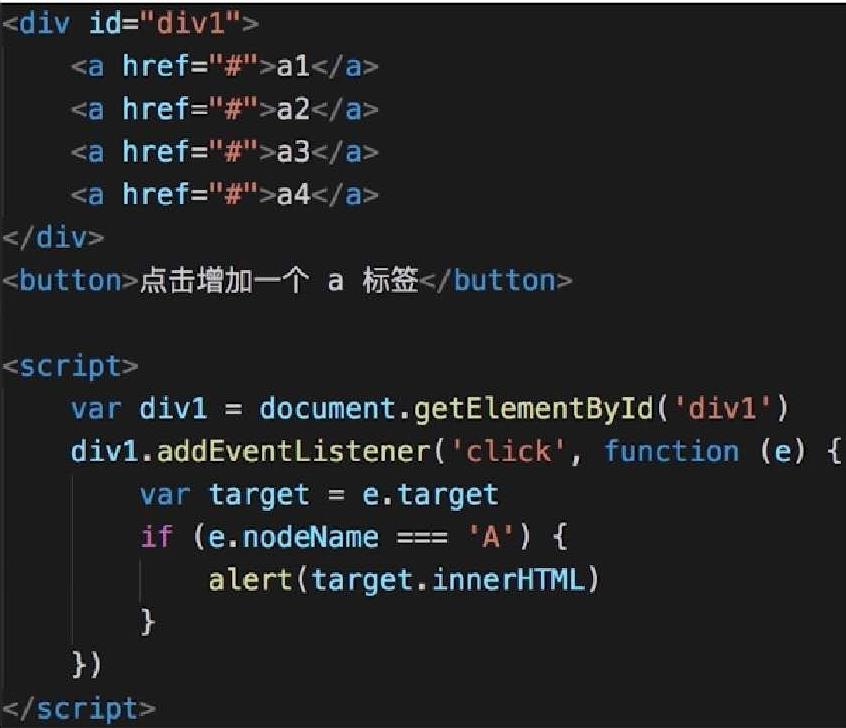 <div id="div1">
    <a href="#">a1</a>
    <a href="#">a2</a>
    <a href="#">a3</a>
    <a href="#">a4</a>
</div>
<button>点击增加一个 a 标签</button>

<script>
    var div1 = document.getElementById('div1')
    div1.addEventListener('click', function (e) {
        var target = e.target
        if (e.nodeName === 'A') {
            alert(target.innerHTML)
        }
    })
</script>